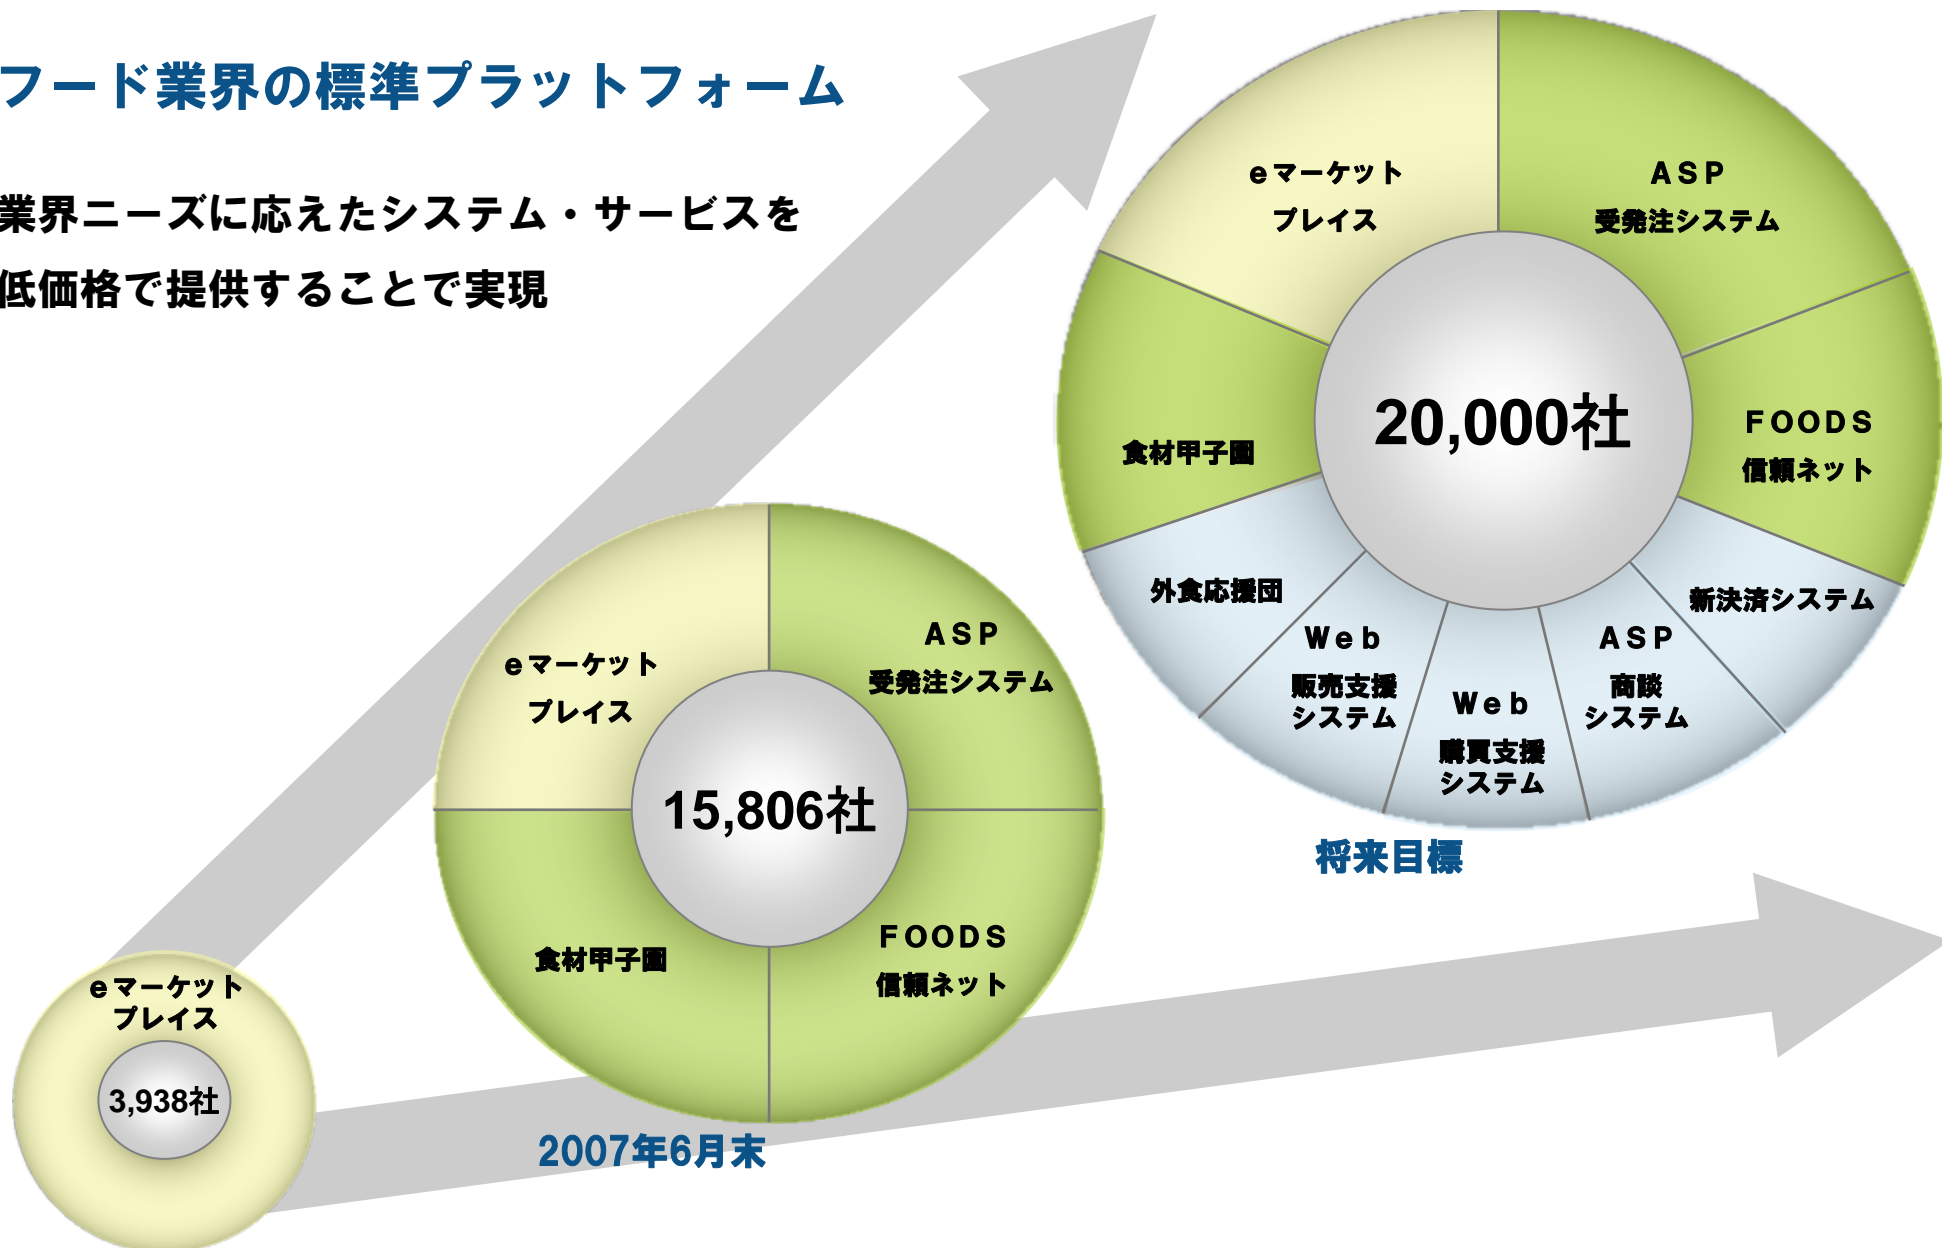 フード業界の標準プラットフォーム
業界ニーズに応えたシステム・サービスを
低価格で提供することで実現
eマーケット
プレイス
ASP
受発注システム
20,000社
FOODS
信頼ネット
食材甲子園
外食応援団
新決済システム
Web
販売支援
システム
Web
購買支援
システム
ASP
商談
システム
将来目標
eマーケット
プレイス
ASP
受発注システム
15,806社
食材甲子園
FOODS
信頼ネット
2007年6月末
eマーケット
プレイス
3,938社